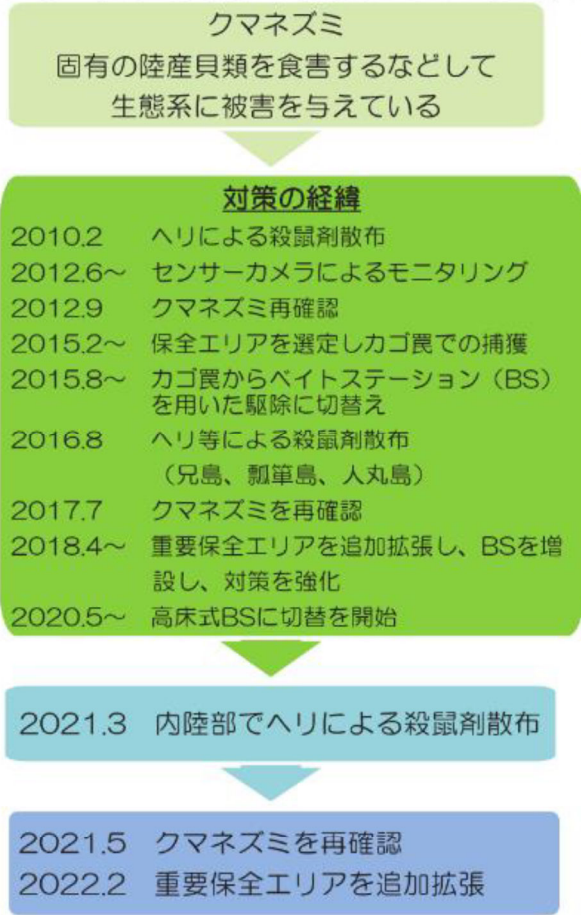 クマネズミ
固有の陸産貝類を食害するなどして
生態系に被害を与えている
対策の経緯
2010.2 ヘリによる殺鼠剤散布
2012.6～ センサーカメラによるモニタリング
2012.9 クマネズミ再確認
2015.2～ 保全エリアを選定しカゴ罠での捕獲
2015.8～ カゴ罠からベイトステーション（BS）
を用いた駆除に切替え
2016.8 ヘリ等による殺鼠剤散布
（兄島、瓢箪島、人丸島）
2017.7 クマネズミを再確認
2018.4～ 重要保全エリアを追加拡張し、BSを増
設し、対策を強化
2020.5～ 高床式BSに切替を開始
2021.3 内陸部でヘリによる殺鼠剤散布
2021.5 クマネズミを再確認
2022.2 重要保全エリアを追加拡張